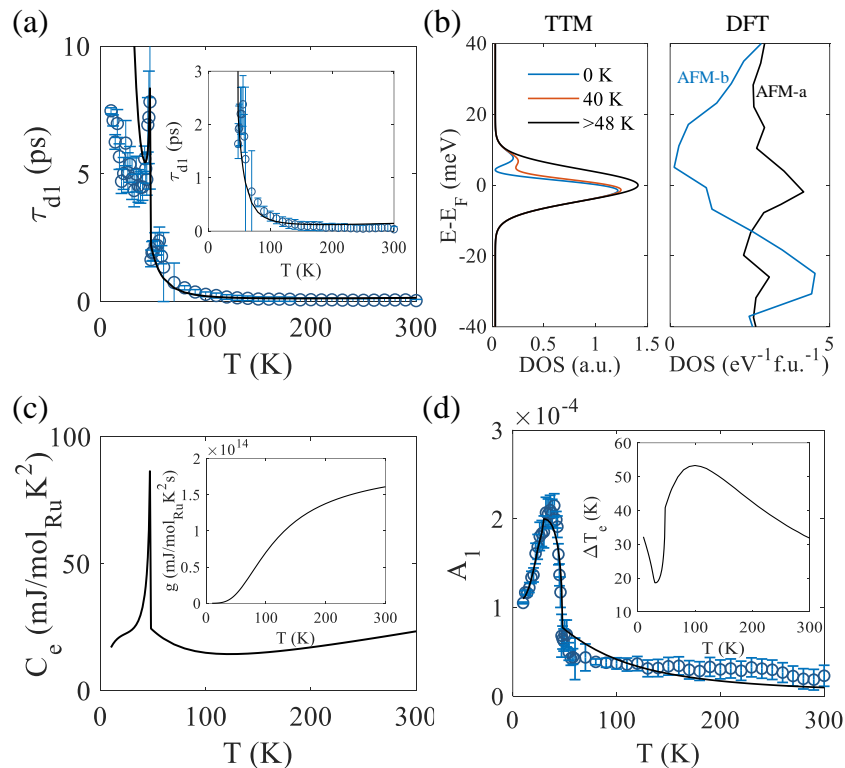 (a)
τd1 (ps)
10
5
0
0
100
200
300
T (K)
τd1 (ps)
3
2
1
0
0
100
200
300
T (K)
(b)
TTM
DFT
E-EF (meV)
40
20
0
-20
-40
0 K
40 K
>48 K
0
0.5
1.0
1.4
DOS (a.u.)
AFM-b
AFM-a
0
5
DOS (eV⁻¹f.u.⁻¹)
(c)
Ce (mJ/molRuK²)
100
50
0
0
100
200
300
T (K)
×10¹⁴
g (mJ/molRuK²s)
2
1.5
1
0.5
0
0
100
200
300
T (K)
(d)
×10⁻⁴
A1
3
2
1
0
0
100
200
300
T (K)
ΔTe (K)
60
50
40
30
20
10
0
100
200
300
T (K)